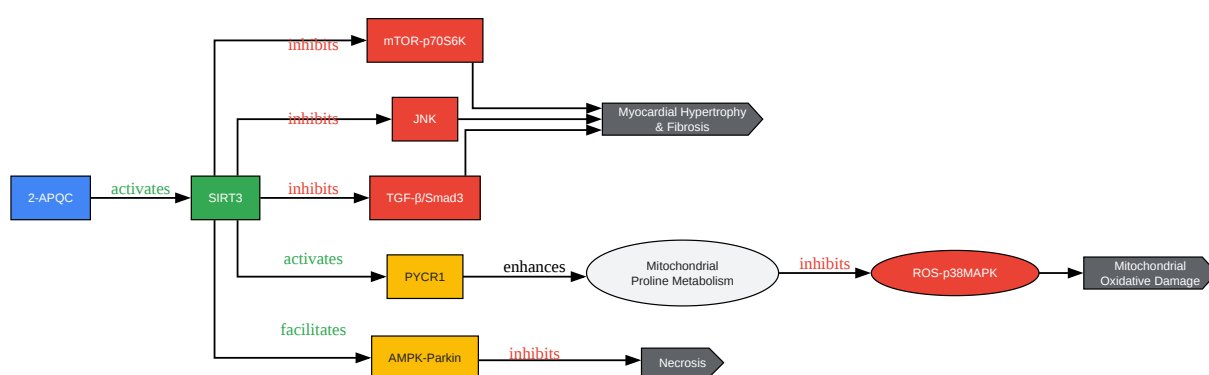 inhibits
mTOR-p70S6K
inhibits
JNK
Myocardial Hypertrophy
& Fibrosis
2-APQC
activates
SIRT3
inhibits
TGF-β/Smad3
activates
PYCR1
enhances
Mitochondrial
Proline Metabolism
inhibits
ROS-p38MAPK
Mitochondrial
Oxidative Damage
facilitates
AMPK-Parkin
inhibits
Necrosis